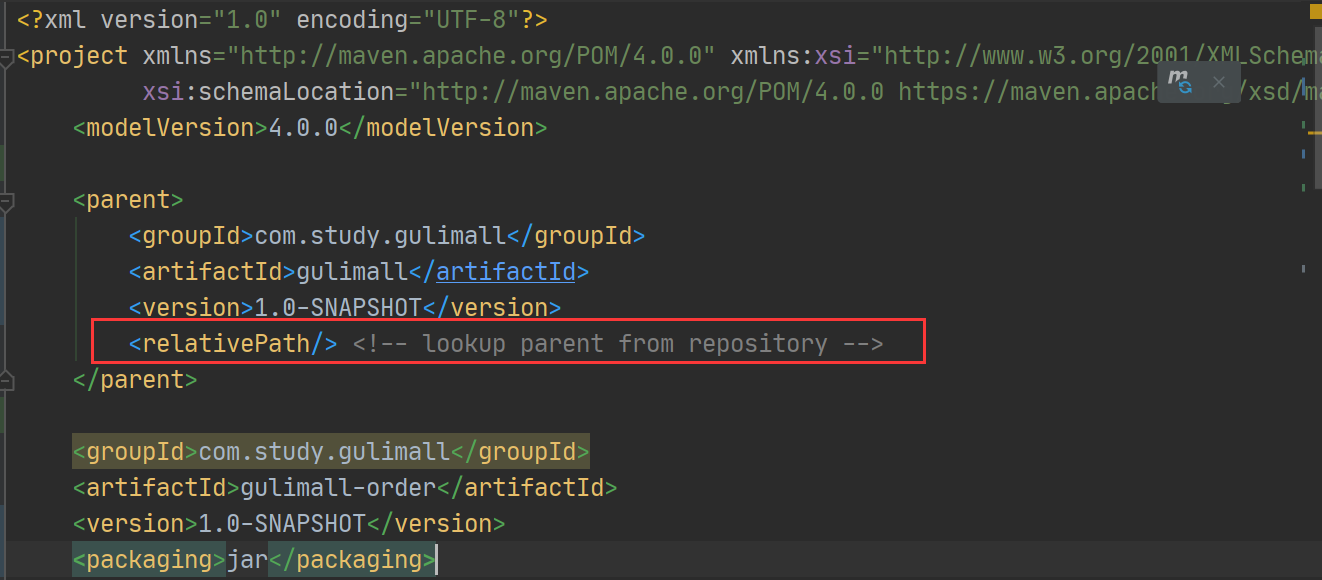 <?xml version="1.0" encoding="UTF-8"?>
<project xmlns="http://maven.apache.org/POM/4.0.0" xmlns:xsi="http://www.w3.org/2001/XMLSchema
xsi:schemaLocation="http://maven.apache.org/POM/4.0.0 https://maven.apac /xsd/ma
<modelVersion>4.0.0</modelVersion>
<parent>
<groupId>com.study.gulimall</groupId>
<artifactId>gulimall</artifactId>
<version>1.0-SNAPSHOT</version>
<relativePath/> <!-- lookup parent from repository -->
</parent>
<groupId>com.study.gulimall</groupId>
<artifactId>gulimall-order</artifactId>
<version>1.0-SNAPSHOT</version>
<packaging>jar</packaging>